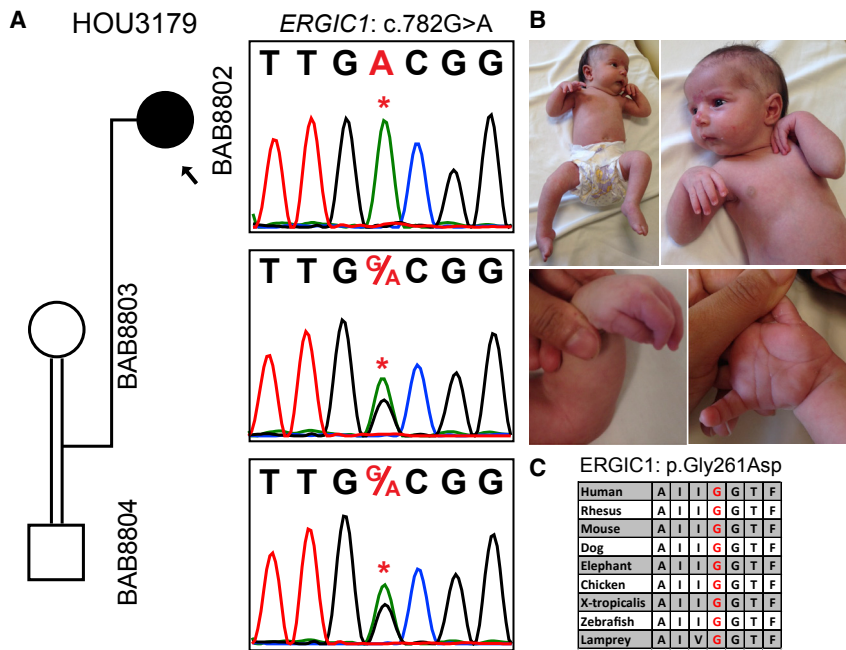 A
HOU3179
ERGIC1: c.782G>A
BAB8802
BAB8803
BAB8804
T T G A C G G
*
T T G G/A C G G
*
T T G G/A C G G
*
B
C
ERGIC1: p.Gly261Asp
Human A I I G G T F
Rhesus A I I G G T F
Mouse A I I G G T F
Dog A I I G G T F
Elephant A I I G G T F
Chicken A I I G G T F
X-tropicalis A I I G G T F
Zebrafish A I I G G T F
Lamprey A I V G G T F